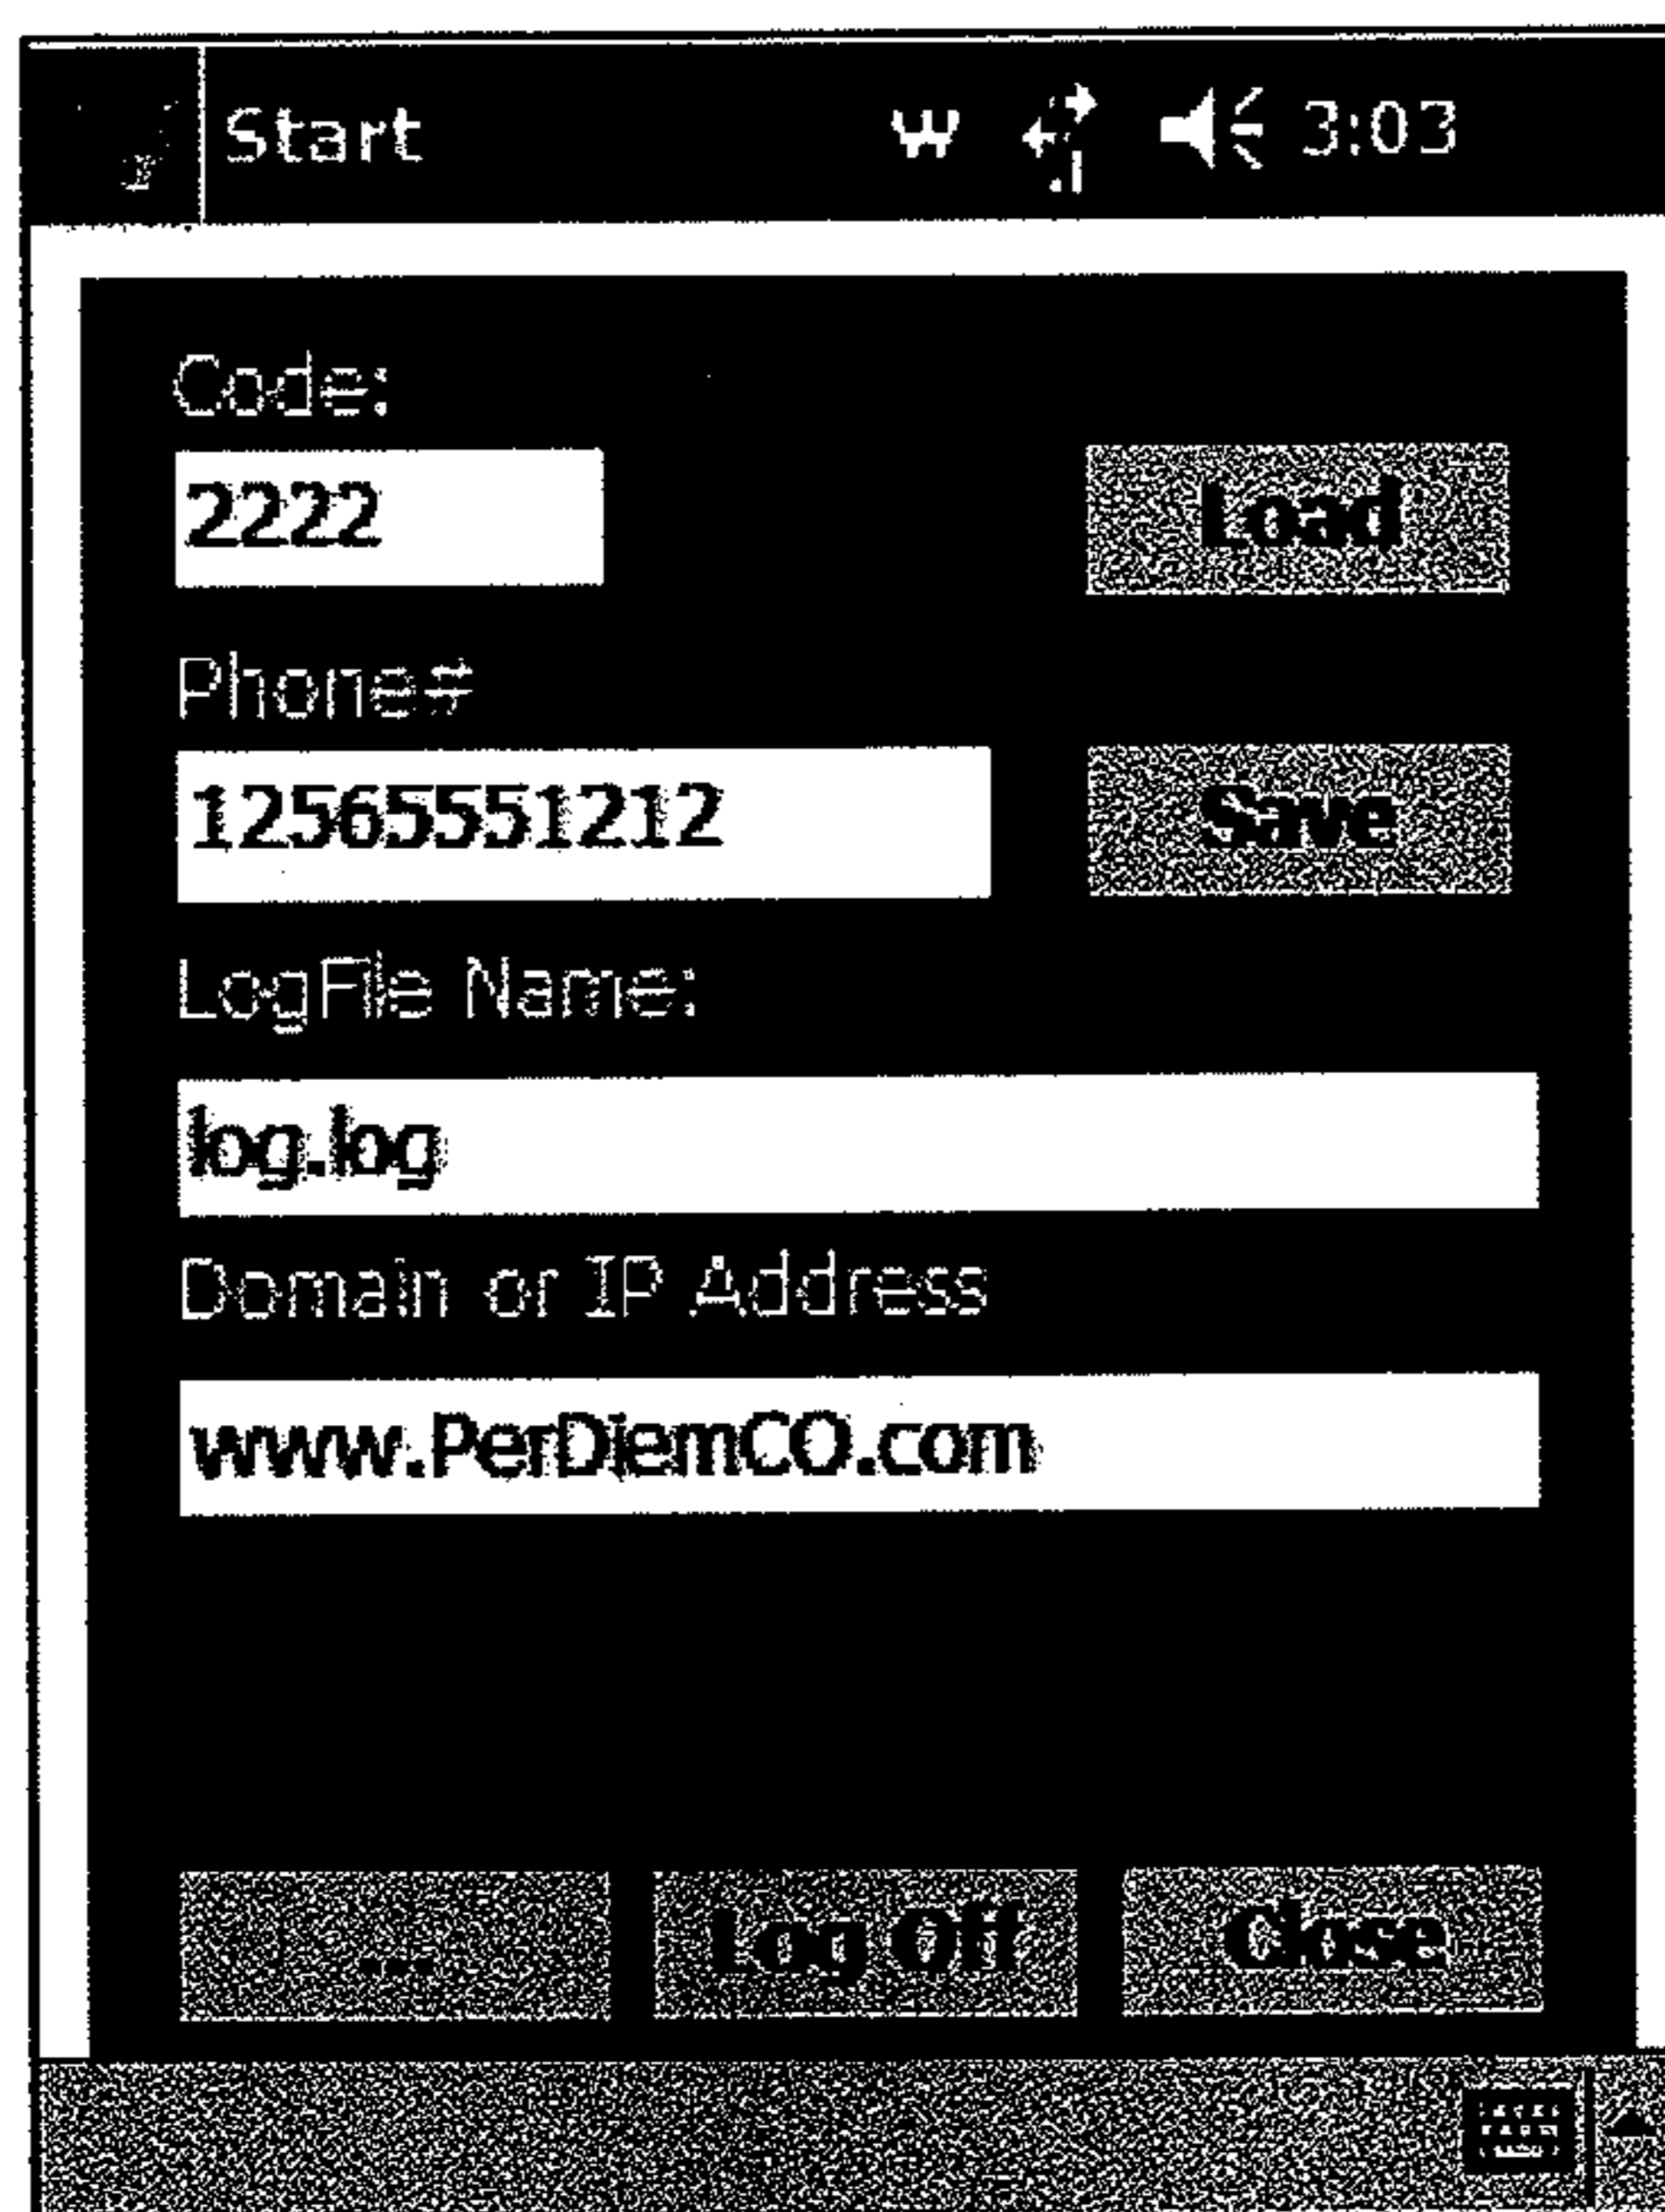 Start 3:03
Code:
2222 Load
Phone#
12565551212 Save
LogFile Name:
log.log
Domain or IP Address
www.PerDiemCO.com
... Log Off Close